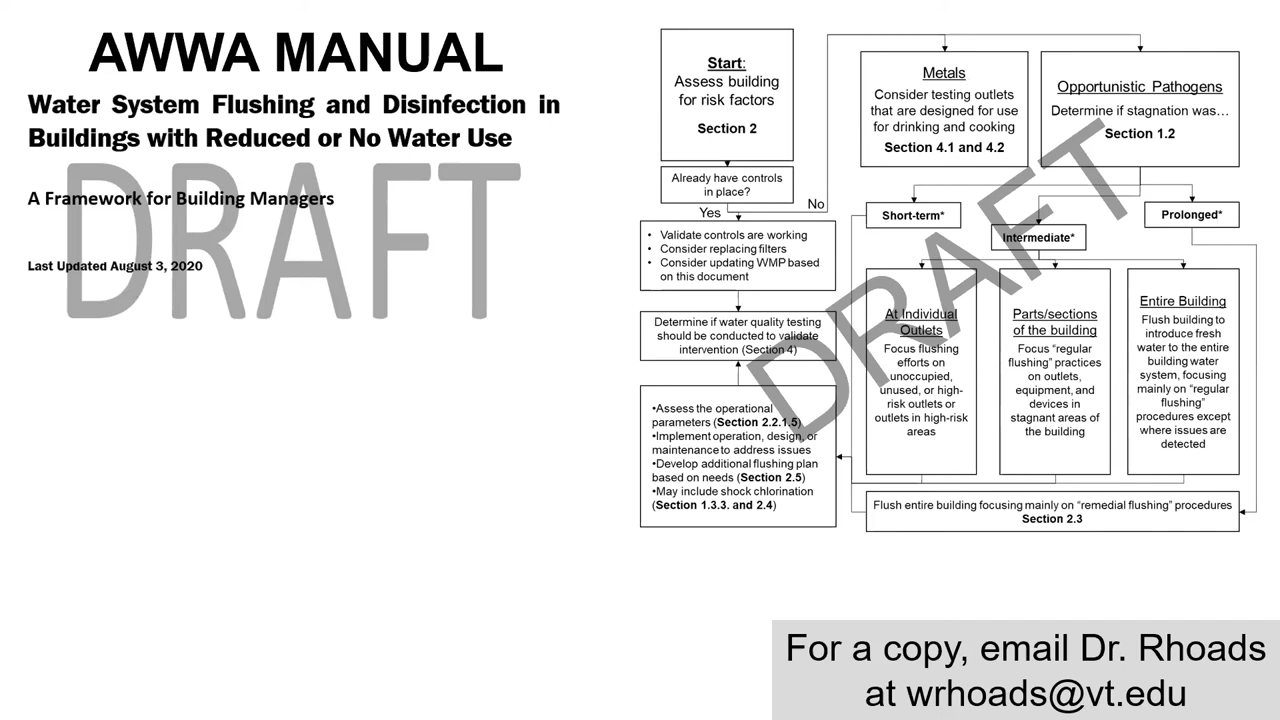 AWWA MANUAL
Water System Flushing and Disinfection in
Buildings with Reduced or No Water Use
DRAFT
A Framework for Building Managers
Last Updated August 3, 2020
Start:
Assess building
for risk factors
Section 2
Already have controls
in place?
Yes
No
• Validate controls are working
• Consider replacing filters
• Consider updating WMP based
on this document
Determine if water quality testing
should be conducted to validate
intervention (Section 4)
•Assess the operational
parameters (Section 2.2.1.5)
•Implement operation, design, or
maintenance to address issues
•Develop additional flushing plan
based on needs (Section 2.5)
•May include shock chlorination
(Section 1.3.3. and 2.4)
Metals
Consider testing outlets
that are designed for use
for drinking and cooking
Section 4.1 and 4.2
Opportunistic Pathogens
Determine if stagnation was…
Section 1.2
Short-term*
Intermediate*
Prolonged*
At Individual
Outlets
Focus flushing
efforts on
unoccupied,
unused, or high-
risk outlets or
outlets in high-risk
areas
Parts/sections
of the building
Focus “regular
flushing” practices
on outlets,
equipment, and
devices in
stagnant areas of
the building
Entire Building
Flush building to
introduce fresh
water to the entire
building water
system, focusing
mainly on “regular
flushing”
procedures except
where issues are
detected
Flush entire building focusing mainly on “remedial flushing” procedures
Section 2.3
DRAFT
For a copy, email Dr. Rhoads
at wrhoads@vt.edu